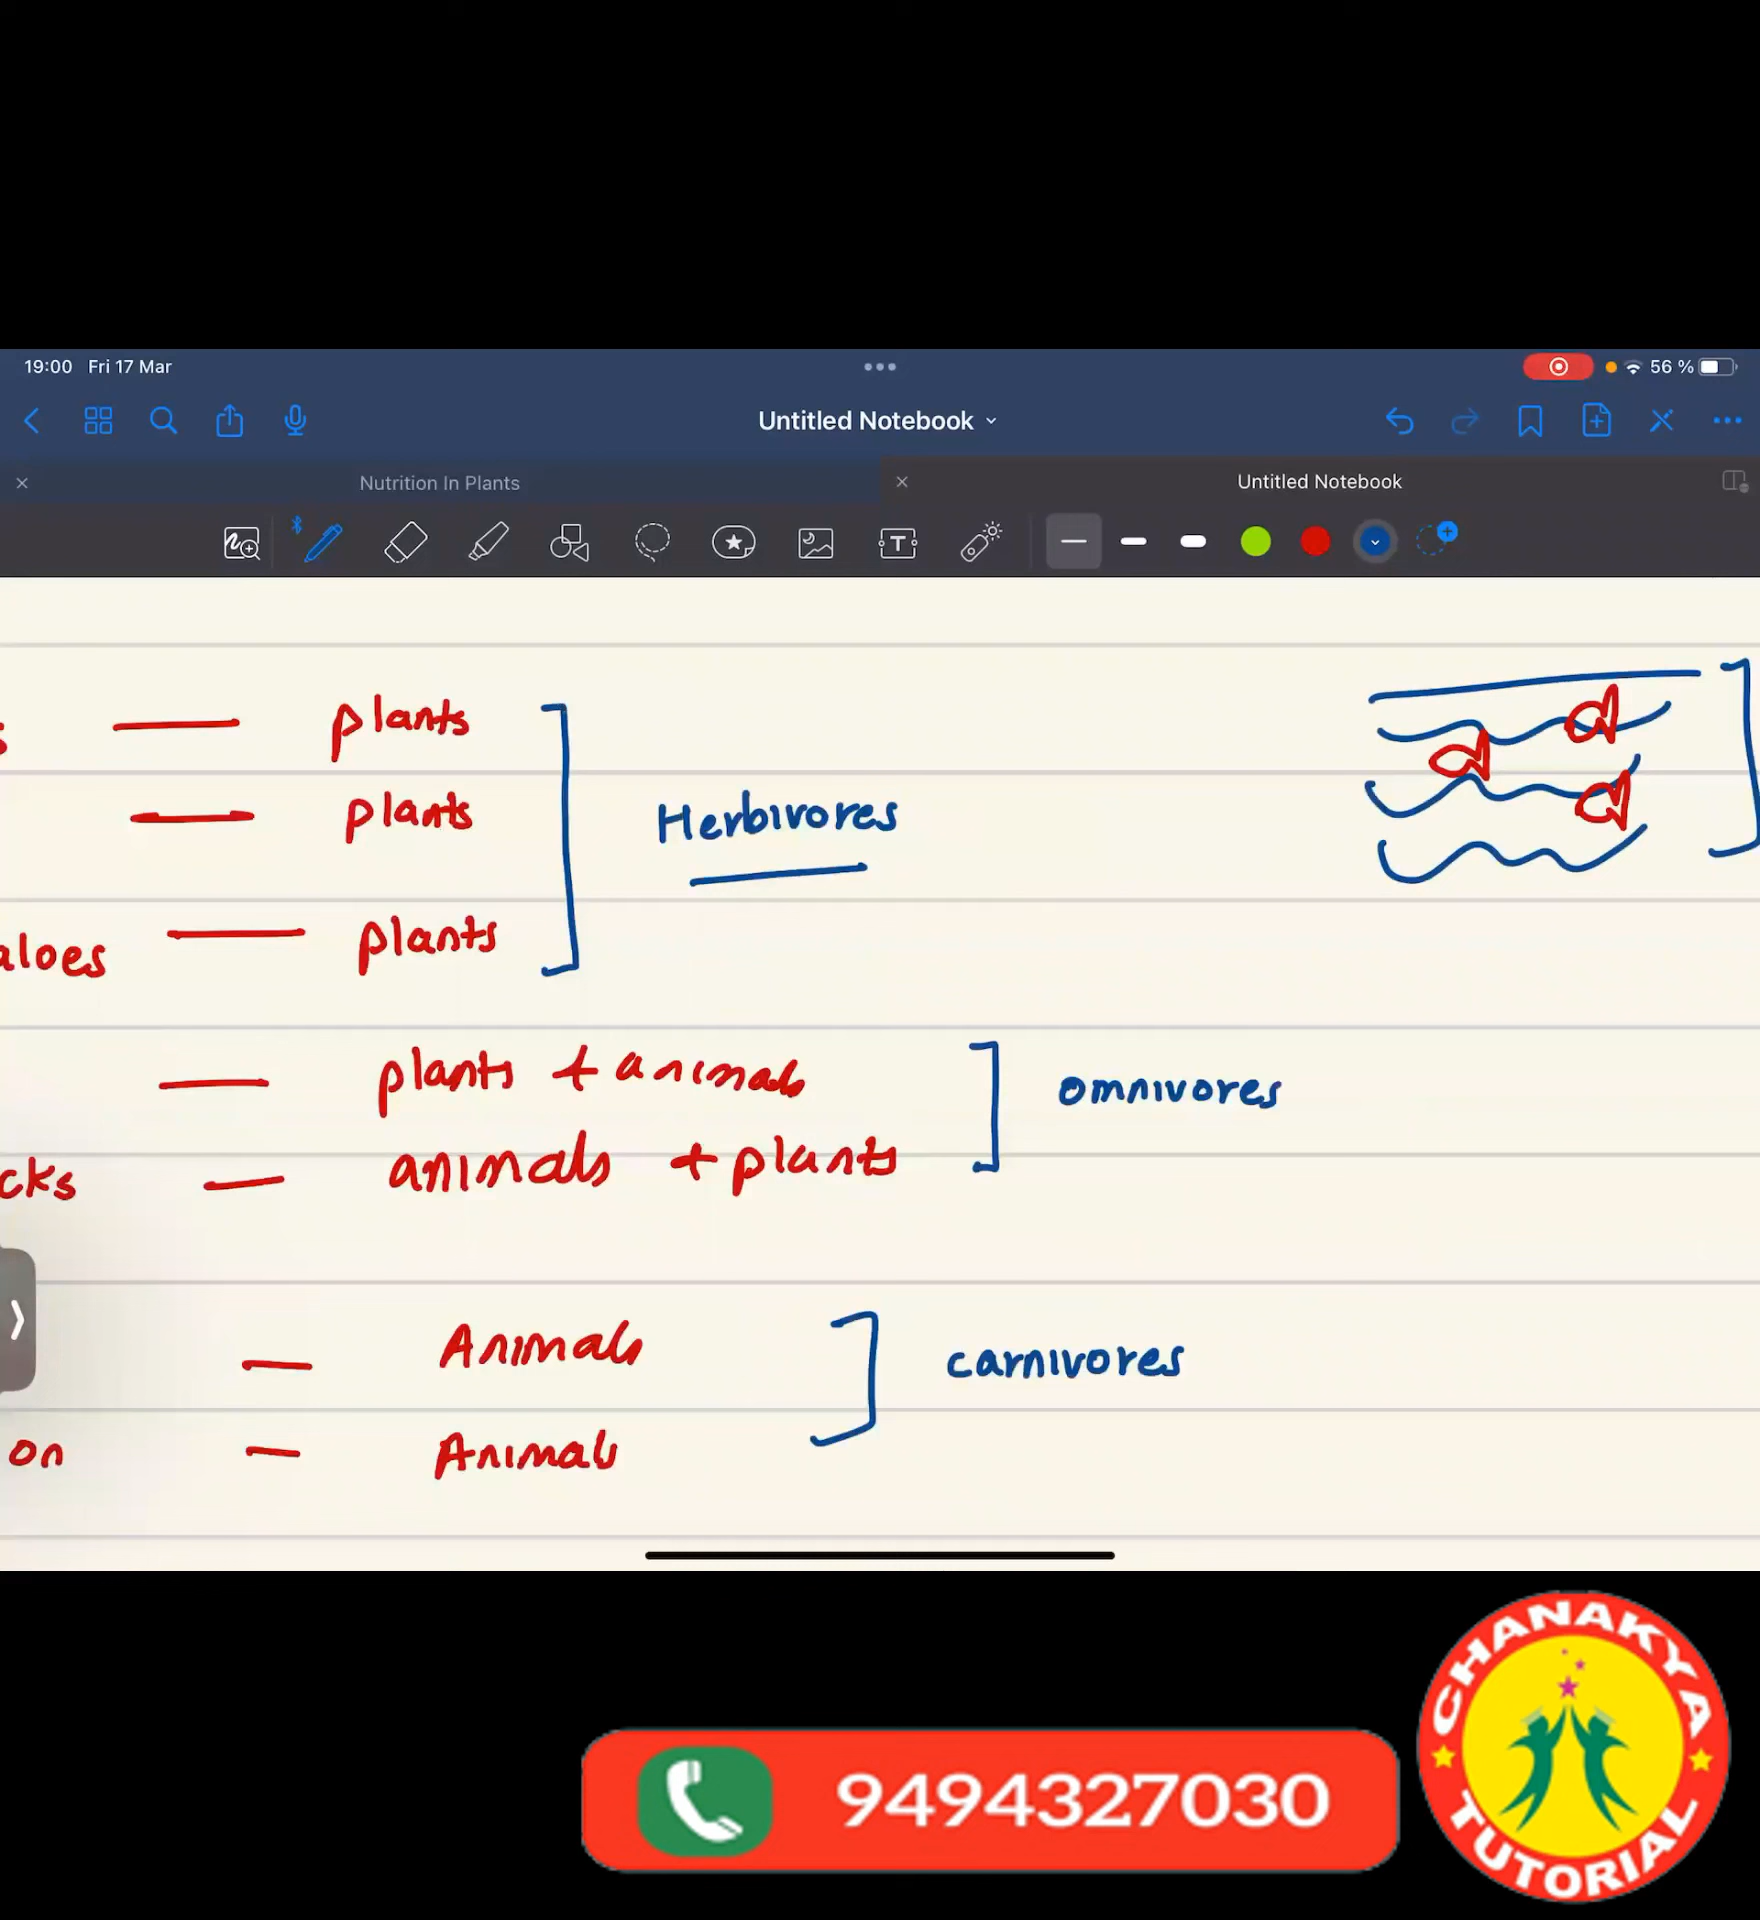 19:00 Fri 17 Mar
56 %
Untitled Notebook
Nutrition In Plants
Untitled Notebook
T
s — plants
— plants
Herbivores
aloes — plants
— plants + animals
omnivores
cks — animals + plants
— Animals
carnivores
on — Animals
9494327030
CHANAKYA
TUTORIAL